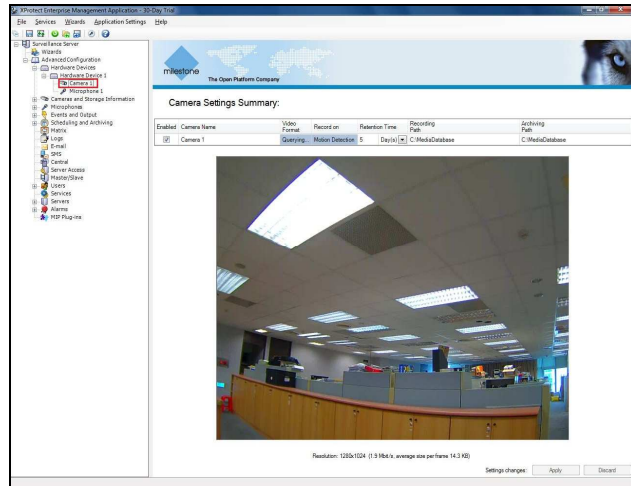 XProtect Enterprise Management Application - 30-Day Trial
File Services Wizards Application Settings Help
Surveillance Server
Wizards
Advanced Configuration
Hardware Devices
Hardware Device 1
Camera 1
Microphone 1
Cameras and Storage Information
Microphones
Events and Output
Scheduling and Archiving
Matrix
Logs
E-mail
SMS
Central
Server Access
Master/Slave
Users
Services
Servers
Alarms
MIP Plug-ins
milestone
The Open Platform Company
Camera Settings Summary:
Enabled Camera Name Video Format Record on Retention Time Recording Path Archiving Path
Camera 1 Querying... Motion Detection 5 Day(s) C:\MediaDatabase C:\MediaDatabase
Resolution: 1280x1024 (1.9 Mbit/s, average size per frame 14.3 KB)
Settings changes: Apply Discard